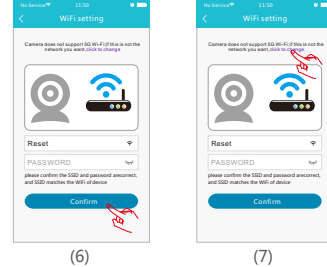 No Service 11:50
WiFi setting
Camera does not support 5G Wi-Fi,if this is not the
network you want,click to change
Reset
PASSWORD
please confirm the SSID and password arecorrect,
and SSID matches the WiFi of device
Confirm
(6)
No Service 11:50
WiFi setting
Camera does not support 5G Wi-Fi,if this is not the
network you want,click to change
Reset
PASSWORD
please confirm the SSID and password arecorrect,
and SSID matches the WiFi of device
Confirm
(7)